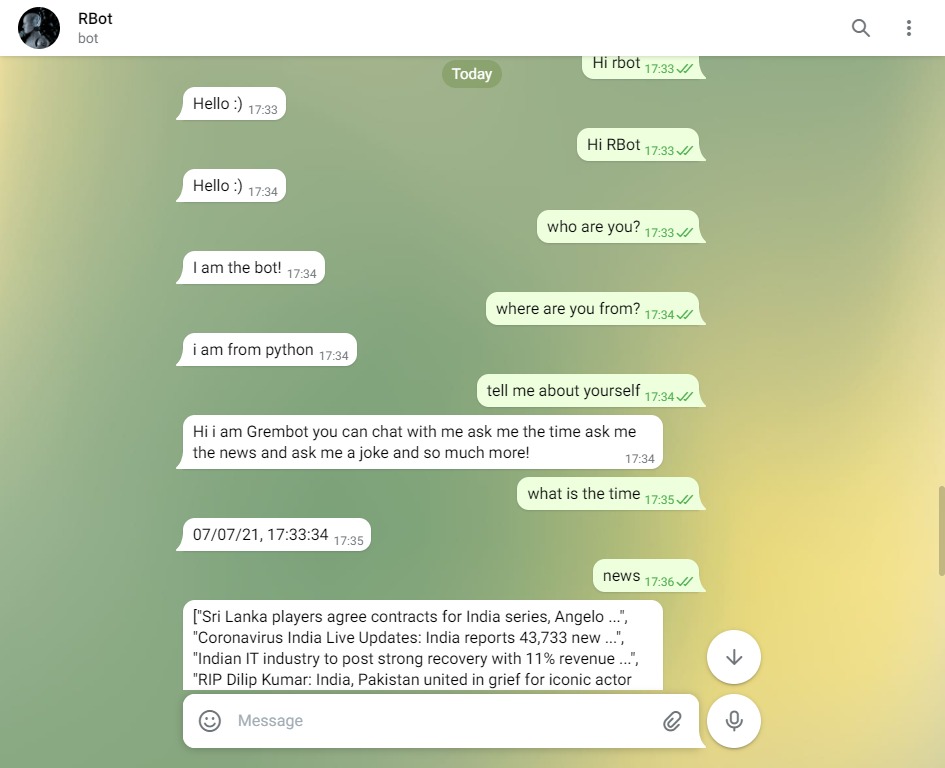 RBot
bot
Hi rbot 17:33
Today
Hello :) 17:33
Hi RBot 17:33
Hello :) 17:34
who are you? 17:33
I am the bot! 17:34
where are you from? 17:34
i am from python 17:34
tell me about yourself 17:34
Hi i am Grembot you can chat with me ask me the time ask me
the news and ask me a joke and so much more! 17:34
what is the time 17:35
07/07/21, 17:33:34 17:35
news 17:36
["Sri Lanka players agree contracts for India series, Angelo ...",
"Coronavirus India Live Updates: India reports 43,733 new ...",
"Indian IT industry to post strong recovery with 11% revenue ...",
"RIP Dilip Kumar: India, Pakistan united in grief for iconic actor
Message